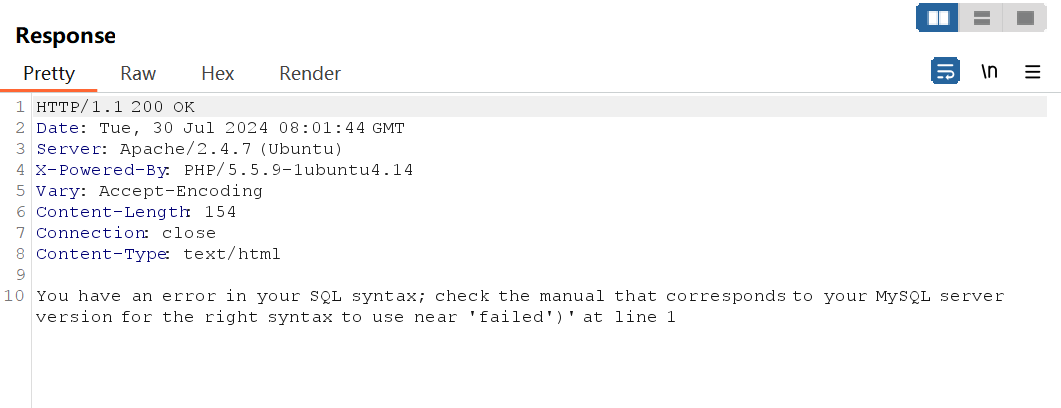 Response
Pretty Raw Hex Render \n
1 HTTP/1.1 200 OK
2 Date: Tue, 30 Jul 2024 08:01:44 GMT
3 Server: Apache/2.4.7 (Ubuntu)
4 X-Powered-By: PHP/5.5.9-1ubuntu4.14
5 Vary: Accept-Encoding
6 Content-Length: 154
7 Connection: close
8 Content-Type: text/html
9
10 You have an error in your SQL syntax; check the manual that corresponds to your MySQL server
version for the right syntax to use near 'failed')' at line 1